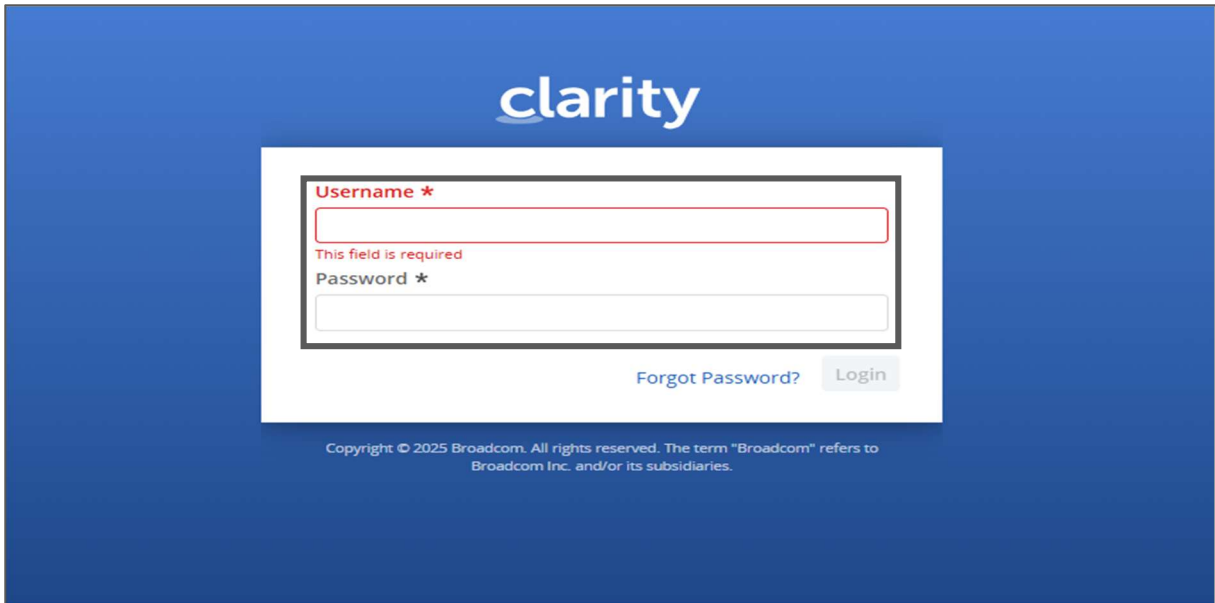 clarity
Username *
This field is required
Password *
Forgot Password?
Login
Copyright © 2025 Broadcom. All rights reserved. The term "Broadcom" refers to
Broadcom Inc. and/or its subsidiaries.